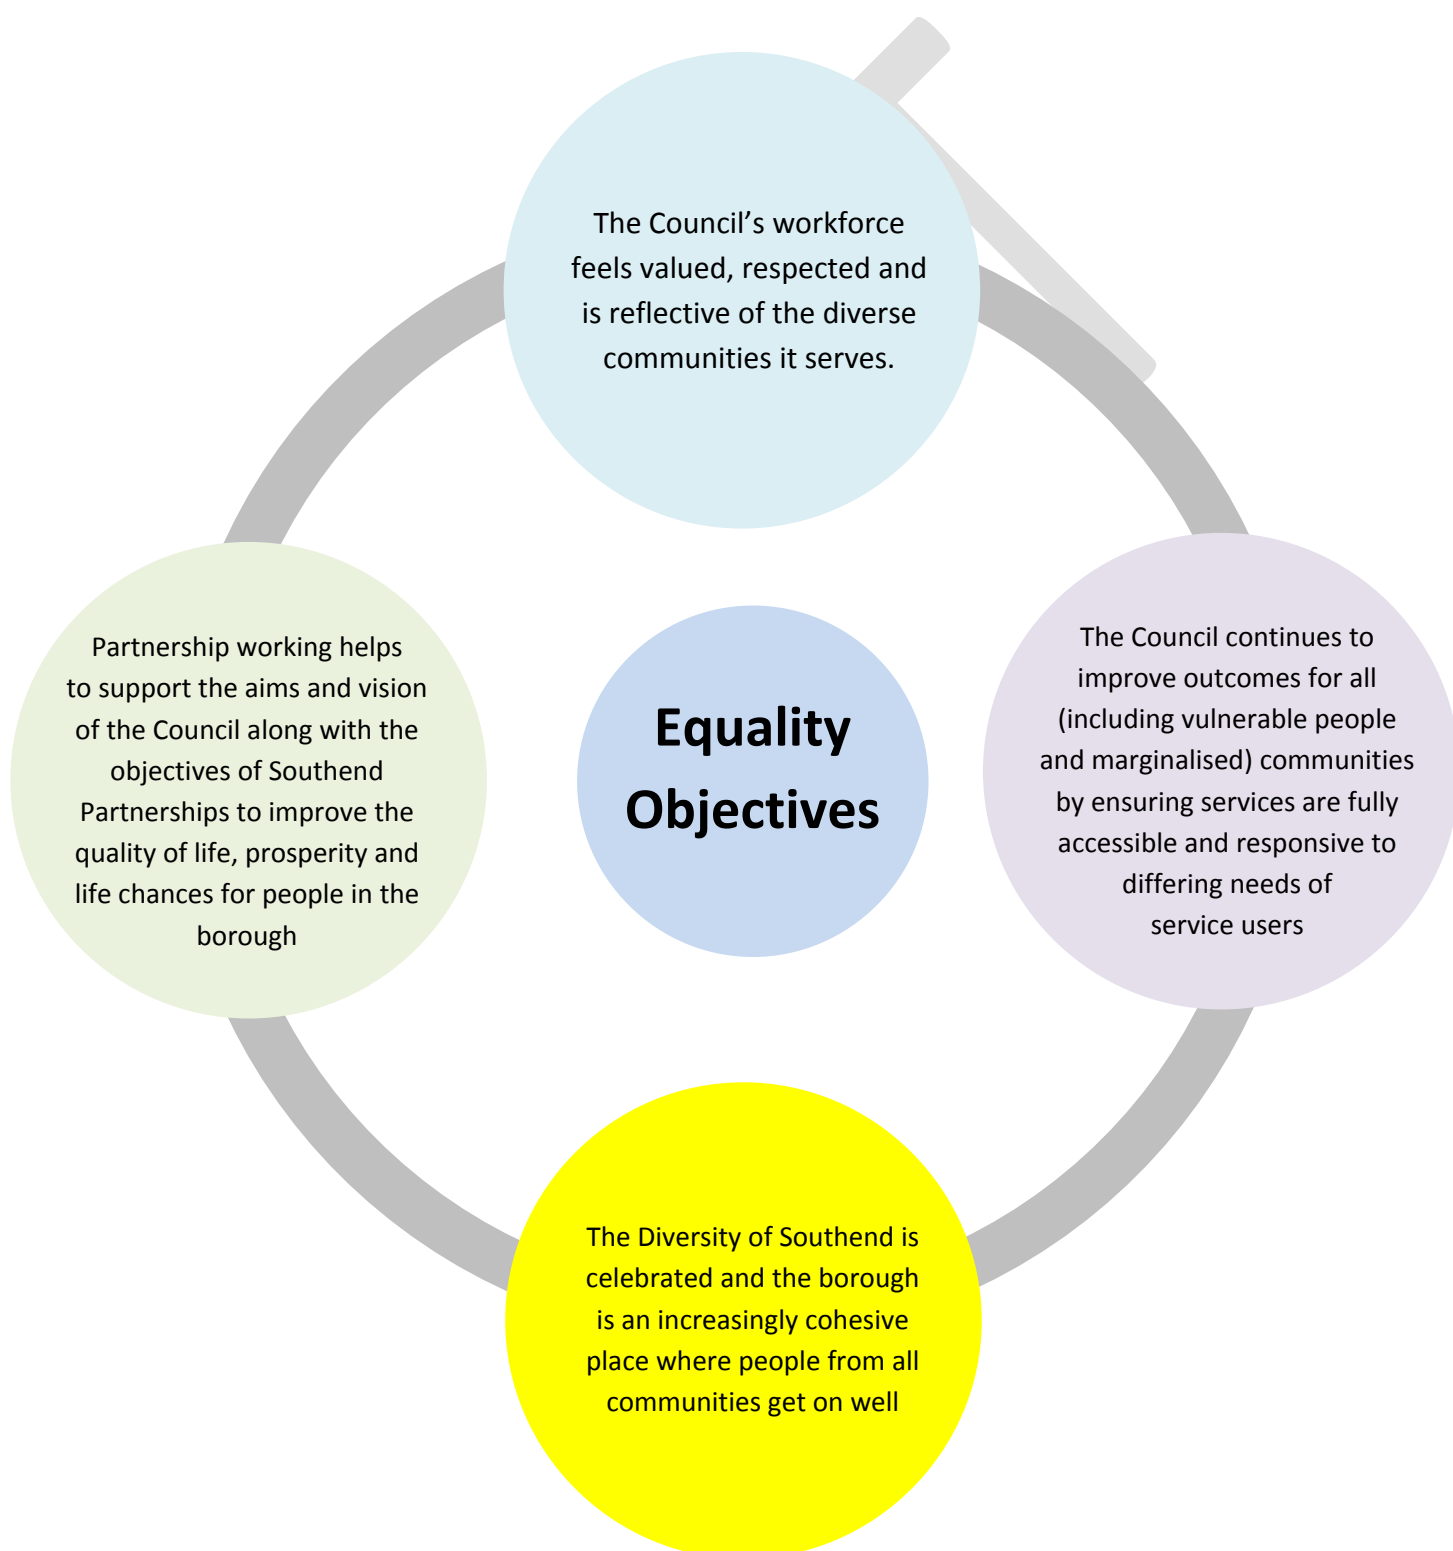 The Council’s workforce
feels valued, respected and
is reflective of the diverse
communities it serves.
Partnership working helps
to support the aims and vision
of the Council along with the
objectives of Southend
Partnerships to improve the
quality of life, prosperity and
life chances for people in the
borough
Equality
Objectives
The Council continues to
improve outcomes for all
(including vulnerable people
and marginalised) communities
by ensuring services are fully
accessible and responsive to
differing needs of
service users
The Diversity of Southend is
celebrated and the borough
is an increasingly cohesive
place where people from all
communities get on well